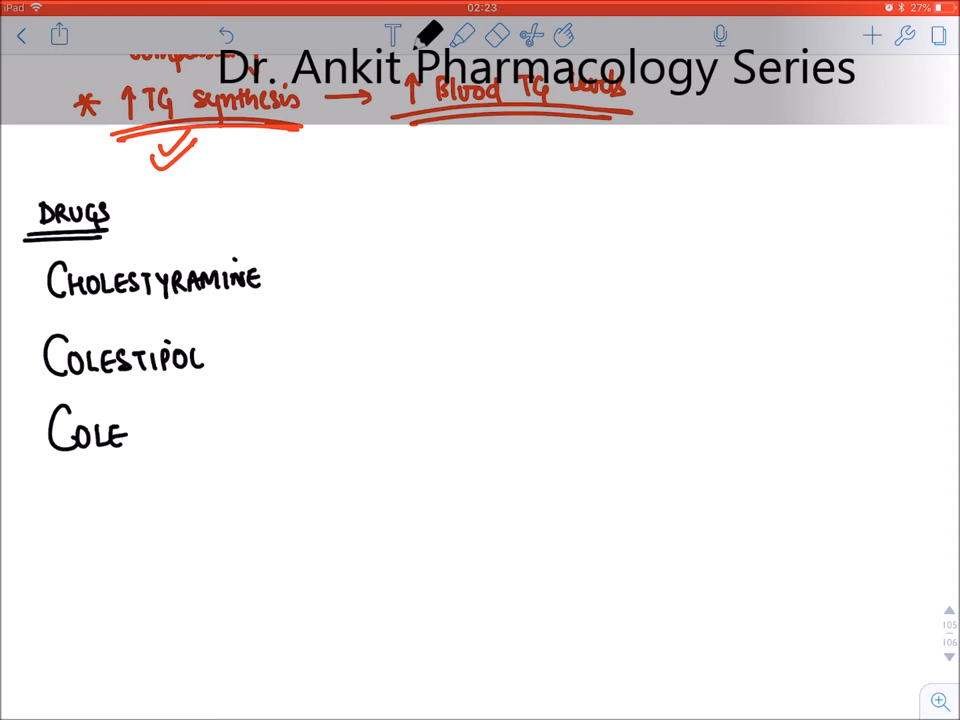 iPad 02:23 27%
Dr. Ankit Pharmacology Series
* ↑ TG synthesis → ↑ Blood TG levels
DRUGS
CHOLESTYRAMINE
COLESTIPOL
COLE
105
106